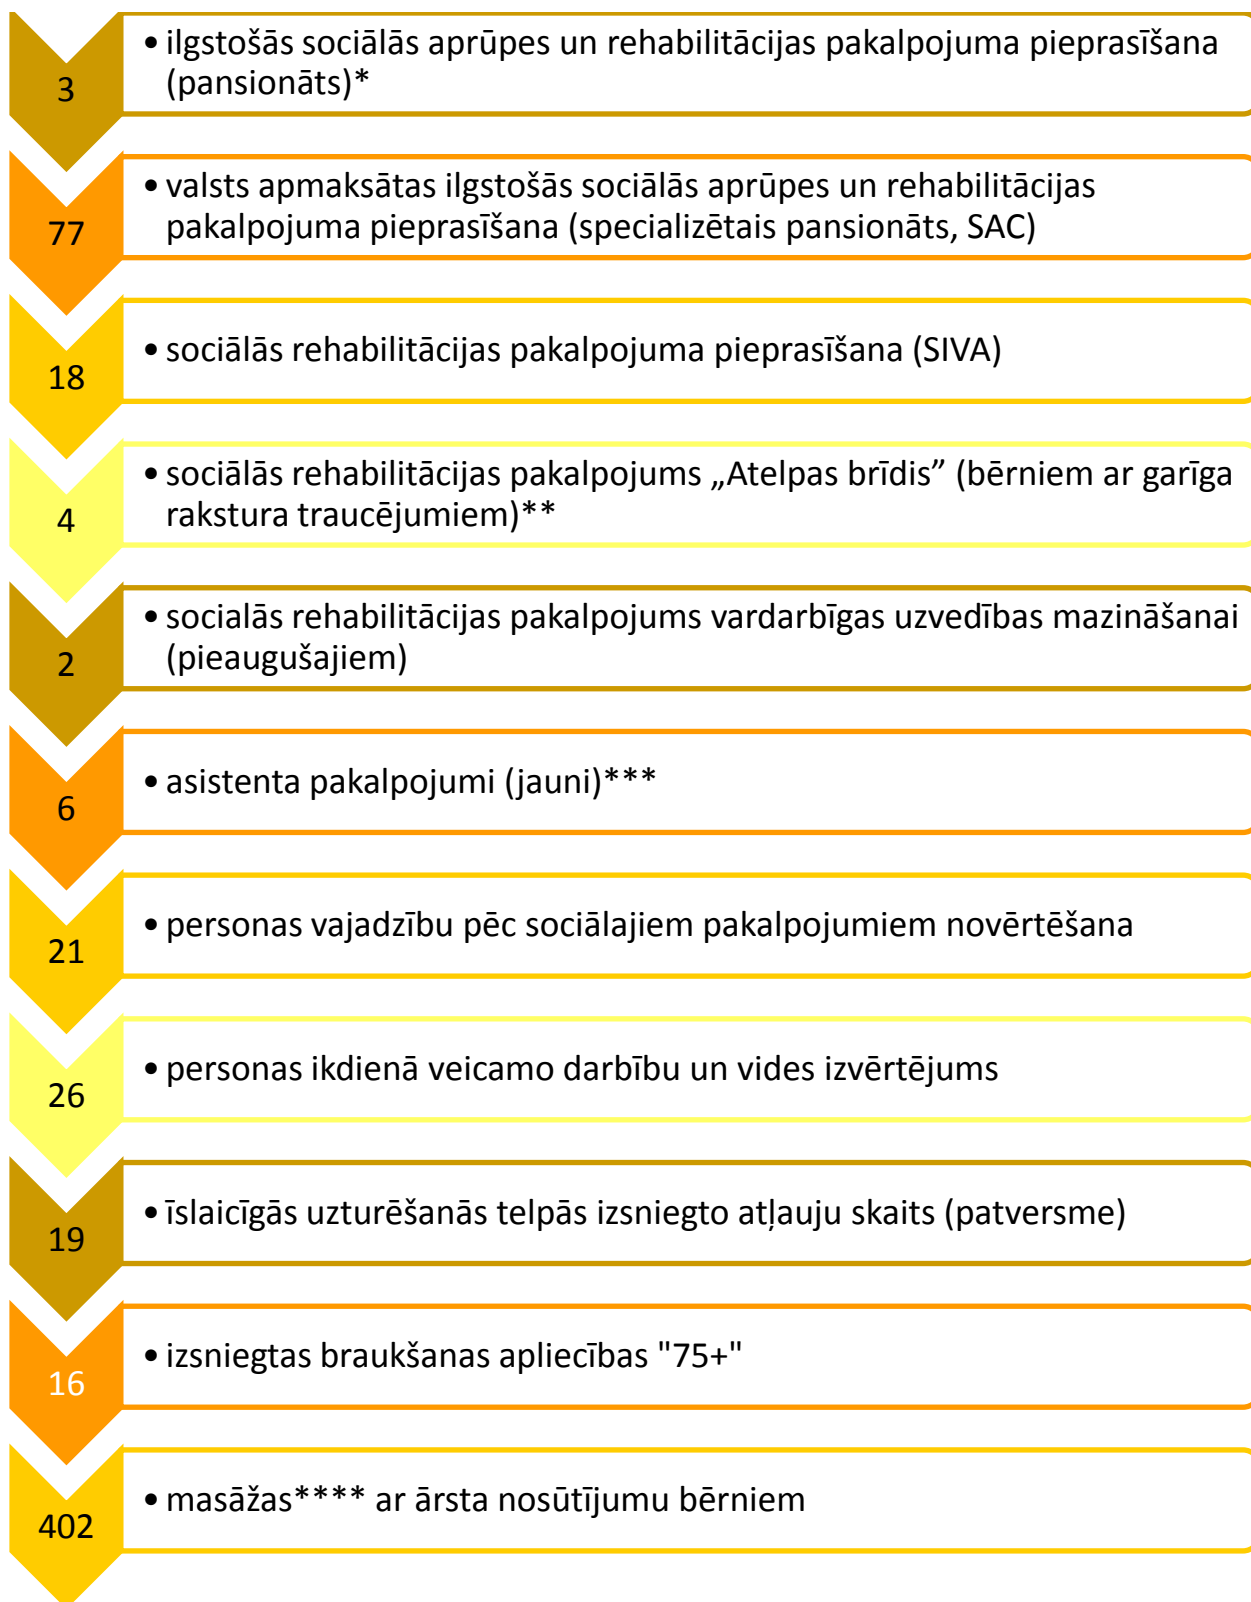 3
• ilgstošās sociālās aprūpes un rehabilitācijas pakalpojuma pieprasīšana
(pansionāts)*
77
• valsts apmaksātas ilgstošās sociālās aprūpes un rehabilitācijas
pakalpojuma pieprasīšana (specializētais pansionāts, SAC)
18
• sociālās rehabilitācijas pakalpojuma pieprasīšana (SIVA)
4
• sociālās rehabilitācijas pakalpojums „Atelpas brīdis” (bērniem ar garīga
rakstura traucējumiem)**
2
• socialās rehabilitācijas pakalpojums vardarbīgas uzvedības mazināšanai
(pieaugušajiem)
6
• asistenta pakalpojumi (jauni)***
21
• personas vajadzību pēc sociālajiem pakalpojumiem novērtēšana
26
• personas ikdienā veicamo darbību un vides izvērtējums
19
• īslaicīgās uzturēšanās telpās izsniegto atļauju skaits (patversme)
16
• izsniegtas braukšanas apliecības "75+"
402
• masāžas**** ar ārsta nosūtījumu bērniem